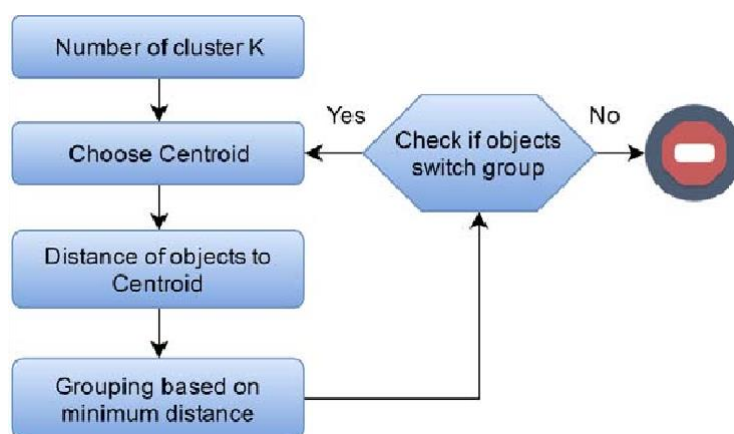 Number of cluster K
Choose Centroid
Distance of objects to
Centroid
Grouping based on
minimum distance
Yes
Check if objects
switch group
No